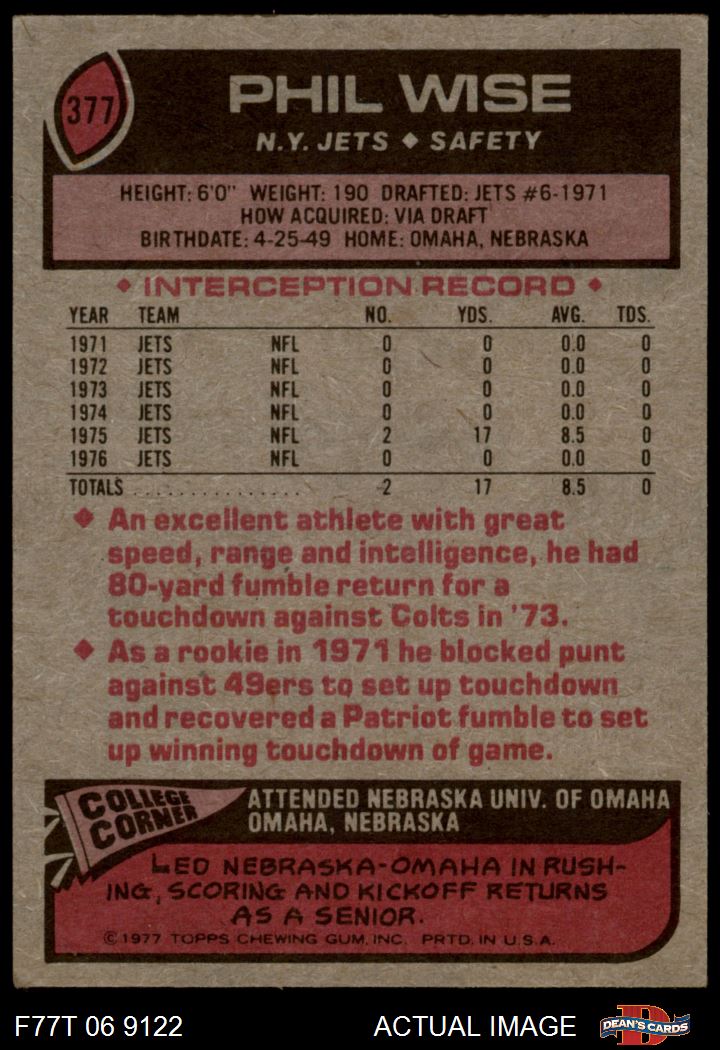 377
PHIL WISE
N.Y. JETS ◆ SAFETY
HEIGHT: 6'0" WEIGHT: 190 DRAFTED: JETS #6-1971
HOW ACQUIRED: VIA DRAFT
BIRTHDATE: 4-25-49 HOME: OMAHA, NEBRASKA
◆ INTERCEPTION RECORD ◆
YEAR TEAM NO. YDS. AVG. TDS.
1971 JETS NFL 0 0 0.0 0
1972 JETS NFL 0 0 0.0 0
1973 JETS NFL 0 0 0.0 0
1974 JETS NFL 0 0 0.0 0
1975 JETS NFL 2 17 8.5 0
1976 JETS NFL 0 0 0.0 0
TOTALS . . . . . . . . . . . . . . . . 2 17 8.5 0
◆ An excellent athlete with great
speed, range and intelligence, he had
80-yard fumble return for a
touchdown against Colts in '73.
◆ As a rookie in 1971 he blocked punt
against 49ers to set up touchdown
and recovered a Patriot fumble to set
up winning touchdown of game.
COLLEGE
CORNER
ATTENDED NEBRASKA UNIV. OF OMAHA
OMAHA, NEBRASKA
LED NEBRASKA-OMAHA IN RUSH-
ING, SCORING AND KICKOFF RETURNS
AS A SENIOR.
© 1977 TOPPS CHEWING GUM, INC. PRTD. IN U.S.A.
F77T 06 9122 ACTUAL IMAGE D DEAN'S CARDS